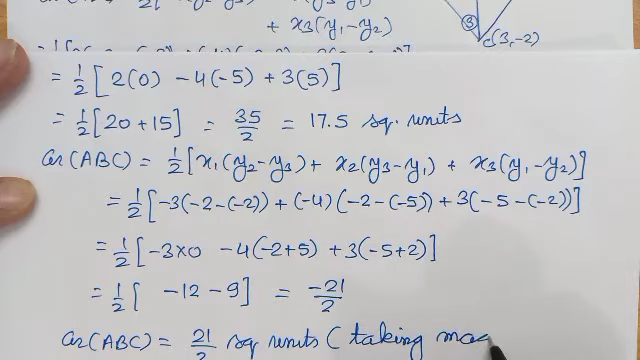 + x3(y1-y2)
3
C(3,-2)
= 1/2 [ 2(0) - 4(-5) + 3(5) ]
= 1/2 [20 + 15] = 35/2 = 17.5 sq. units
ar(ABC) = 1/2 [x1(y2-y3) + x2(y3-y1) + x3(y1-y2)]
= 1/2 [-3(-2-(-2)) + (-4)(-2-(-5)) + 3(-5-(-2))]
= 1/2 [-3×0 -4(-2+5) + 3(-5+2)]
= 1/2 [ -12 - 9] = -21/2
ar(ABC) = 21/2 sq units ( taking mag